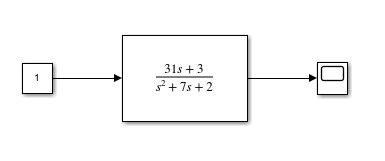 1
31s + 3
s² + 7s + 2